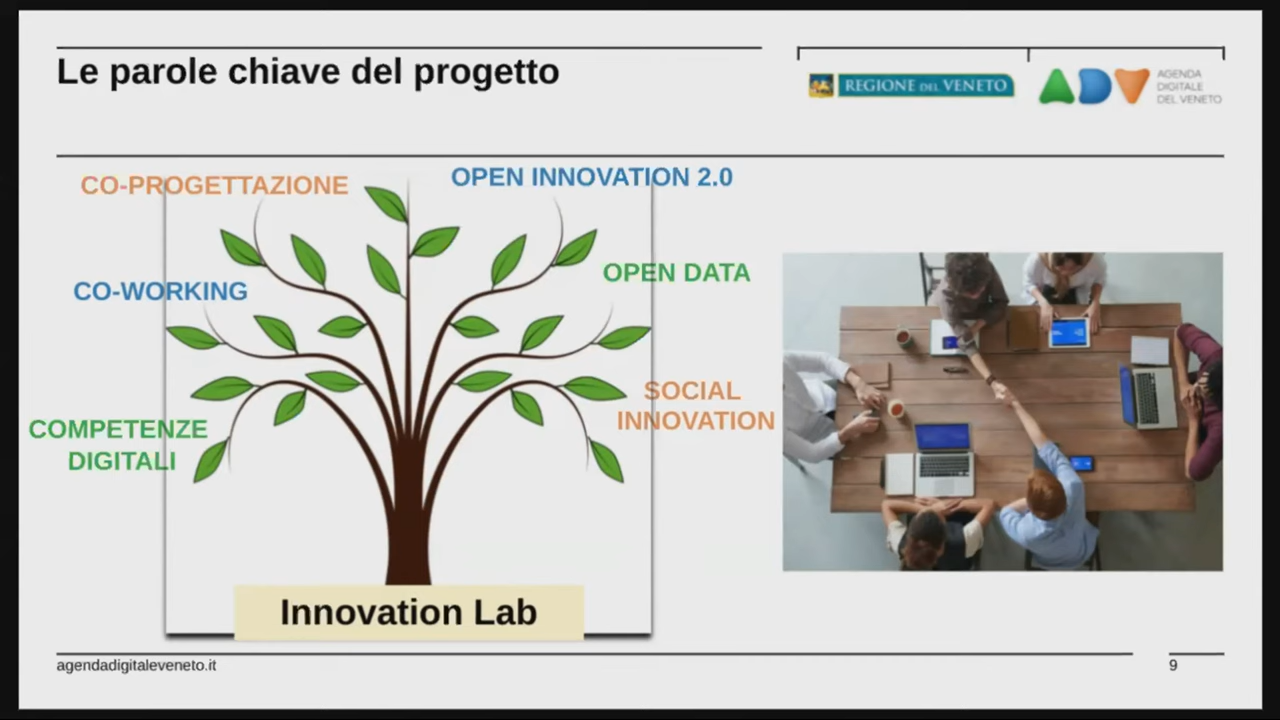 Le parole chiave del progetto
REGIONE DEL VENETO
AGENDA
DIGITALE
DEL VENETO
CO-PROGETTAZIONE
OPEN INNOVATION 2.0
CO-WORKING
OPEN DATA
COMPETENZE
DIGITALI
SOCIAL
INNOVATION
Innovation Lab
agendadigitaleveneto.it
9